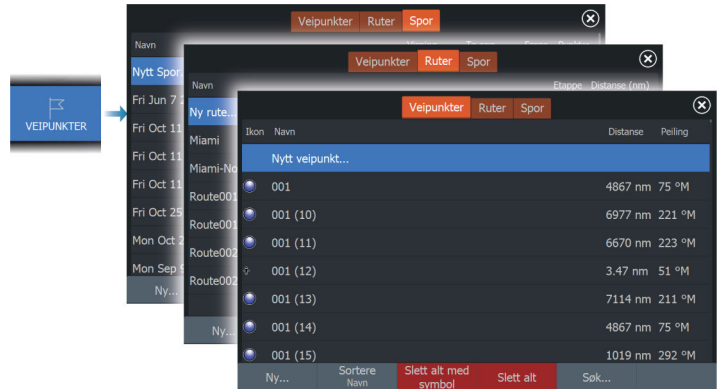 VEIPUNKTER
Veipunkter Ruter Spor
Navn
Nytt Spor
Fri Jun 7
Fri Oct 11
Fri Oct 11
Fri Oct 11
Fri Oct 25
Mon Oct
Mon Sep
Ny...
Veipunkter Ruter Spor
Navn Etappe Distanse (nm)
Ny rute...
Miami
Miami-No
Route001
Route001
Route002
Route002
Ny...
Veipunkter Ruter Spor
Ikon Navn Distanse Peiling
Nytt veipunkt...
001 4867 nm 75 °M
001 (10) 6977 nm 221 °M
001 (11) 6670 nm 223 °M
001 (12) 3.47 nm 51 °M
001 (13) 7114 nm 211 °M
001 (14) 4867 nm 75 °M
001 (15) 1019 nm 292 °M
Ny... Sortere Slett alt med Slett alt Søk...
Navn symbol